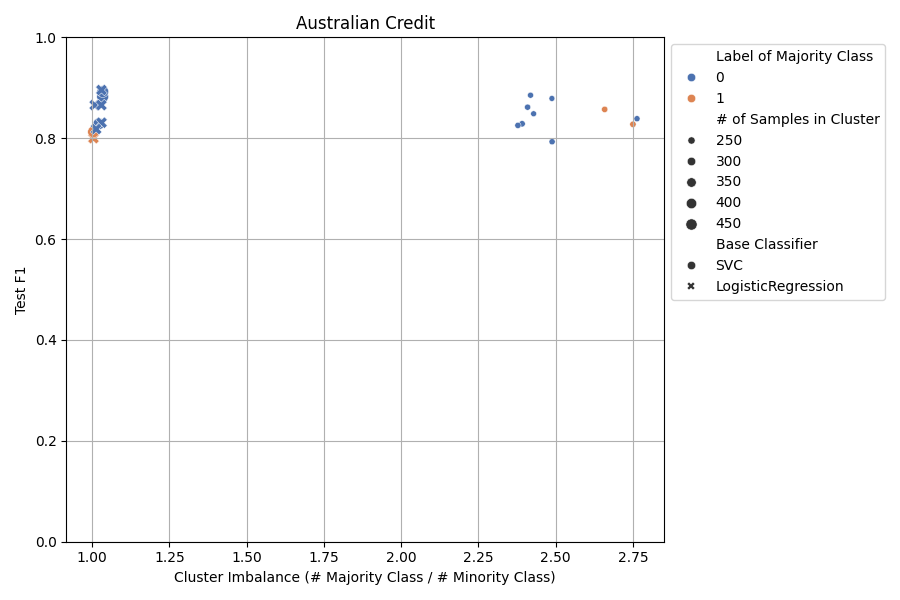 Australian Credit
1.0
0.8
0.6
0.4
0.2
0.0
Test F1
1.00 1.25 1.50 1.75 2.00 2.25 2.50 2.75
Cluster Imbalance (# Majority Class / # Minority Class)
Label of Majority Class
0
1
# of Samples in Cluster
250
300
350
400
450
Base Classifier
SVC
LogisticRegression